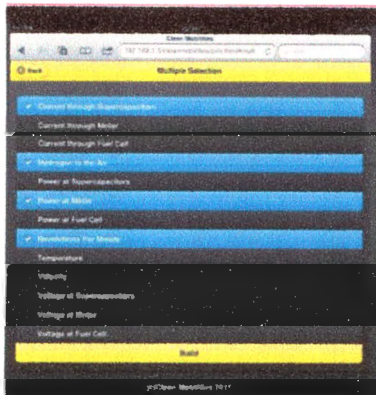 Clean Mobilities
Back
Multiple Selection
Current through Supercapacitors
Current through Motor
Current through Fuel Cell
Hydrogen in the Air
Power at Supercapacitors
Power at Motor
Power at Fuel Cell
Revolutions Per Minute
Temperature
Velocity
Voltage at Supercapacitors
Voltage at Motor
Voltage at Fuel Cell
Build